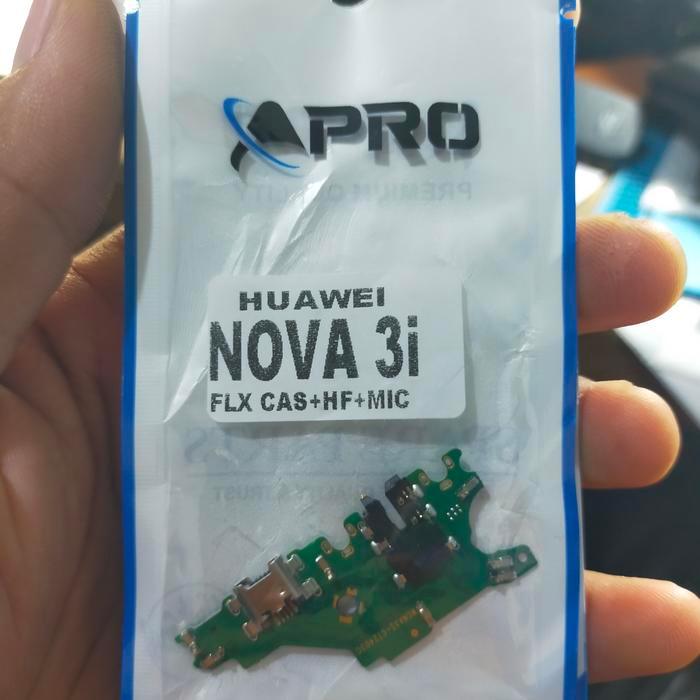 APRO
HUAWEI
NOVA 3i
FLX CAS+HF+MIC